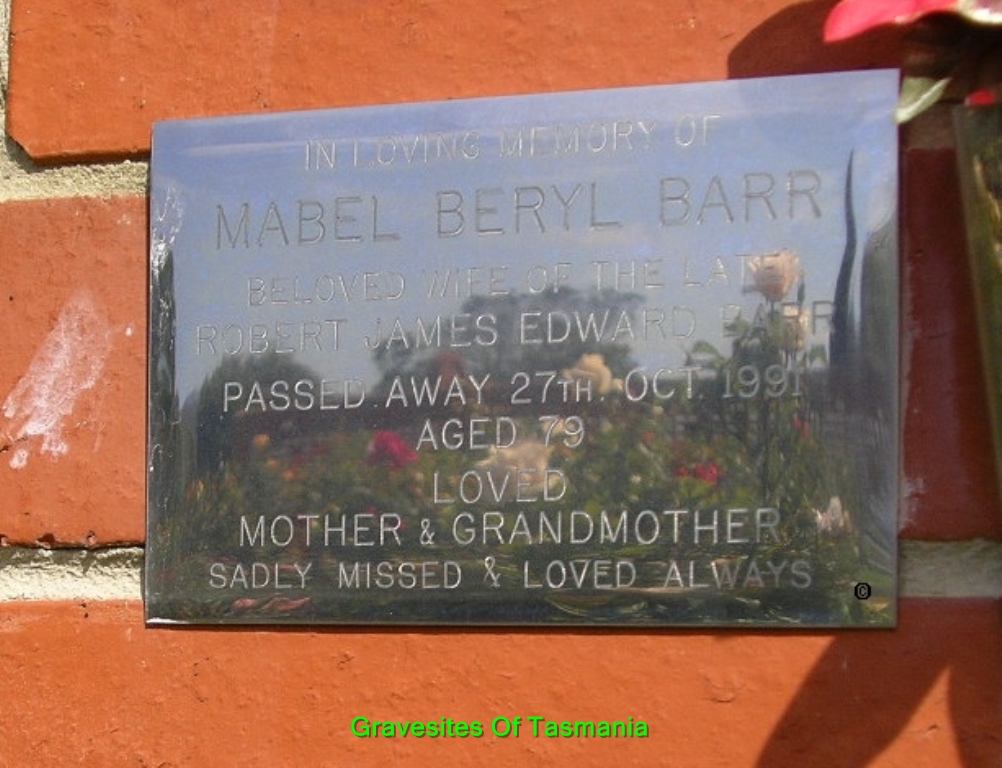 IN LOVING MEMORY OF
MABEL BERYL BARR
BELOVED WIFE OF THE LATE
ROBERT JAMES EDWARD BARR
PASSED AWAY 27TH. OCT. 1991
AGED 79
LOVED
MOTHER & GRANDMOTHER
SADLY MISSED & LOVED ALWAYS
©
Gravesites Of Tasmania